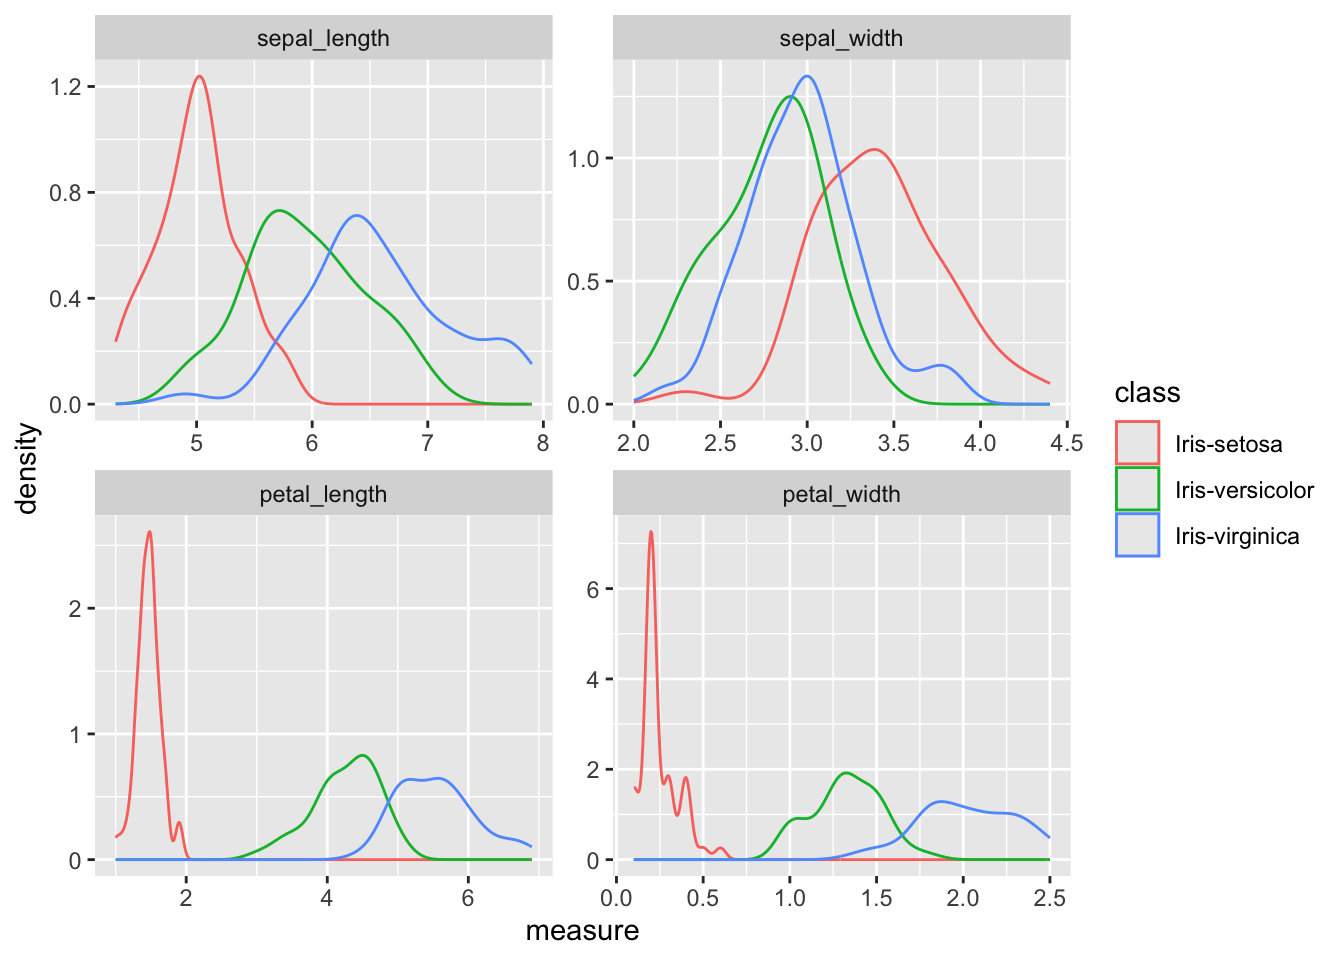 sepal_length
sepal_width
1.2
0.8
0.4
0.0
5 6 7 8
1.0
0.5
0.0
2.0 2.5 3.0 3.5 4.0 4.5
petal_length
petal_width
2
1
0
2 4 6
6
4
2
0
0.0 0.5 1.0 1.5 2.0 2.5
density
measure
class
Iris-setosa
Iris-versicolor
Iris-virginica